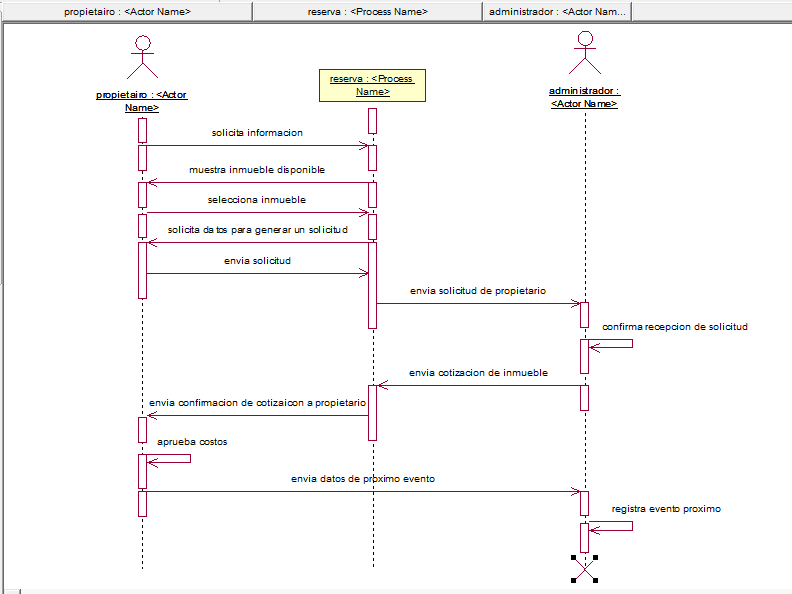 propietairo : <Actor Name>
reserva : <Process Name>
administrador : <Actor Nam...
propietairo : <Actor
Name>
reserva : <Process
Name>
administrador :
<Actor Name>
solicita informacion
muestra inmueble disponible
selecciona inmueble
solicita datos para generar un solicitud
envia solicitud
envia solicitud de propietario
confirma recepcion de solicitud
envia cotizacion de inmueble
envia confirmacion de cotizaicon a propietario
aprueba costos
envia datos de proximo evento
registra evento proximo